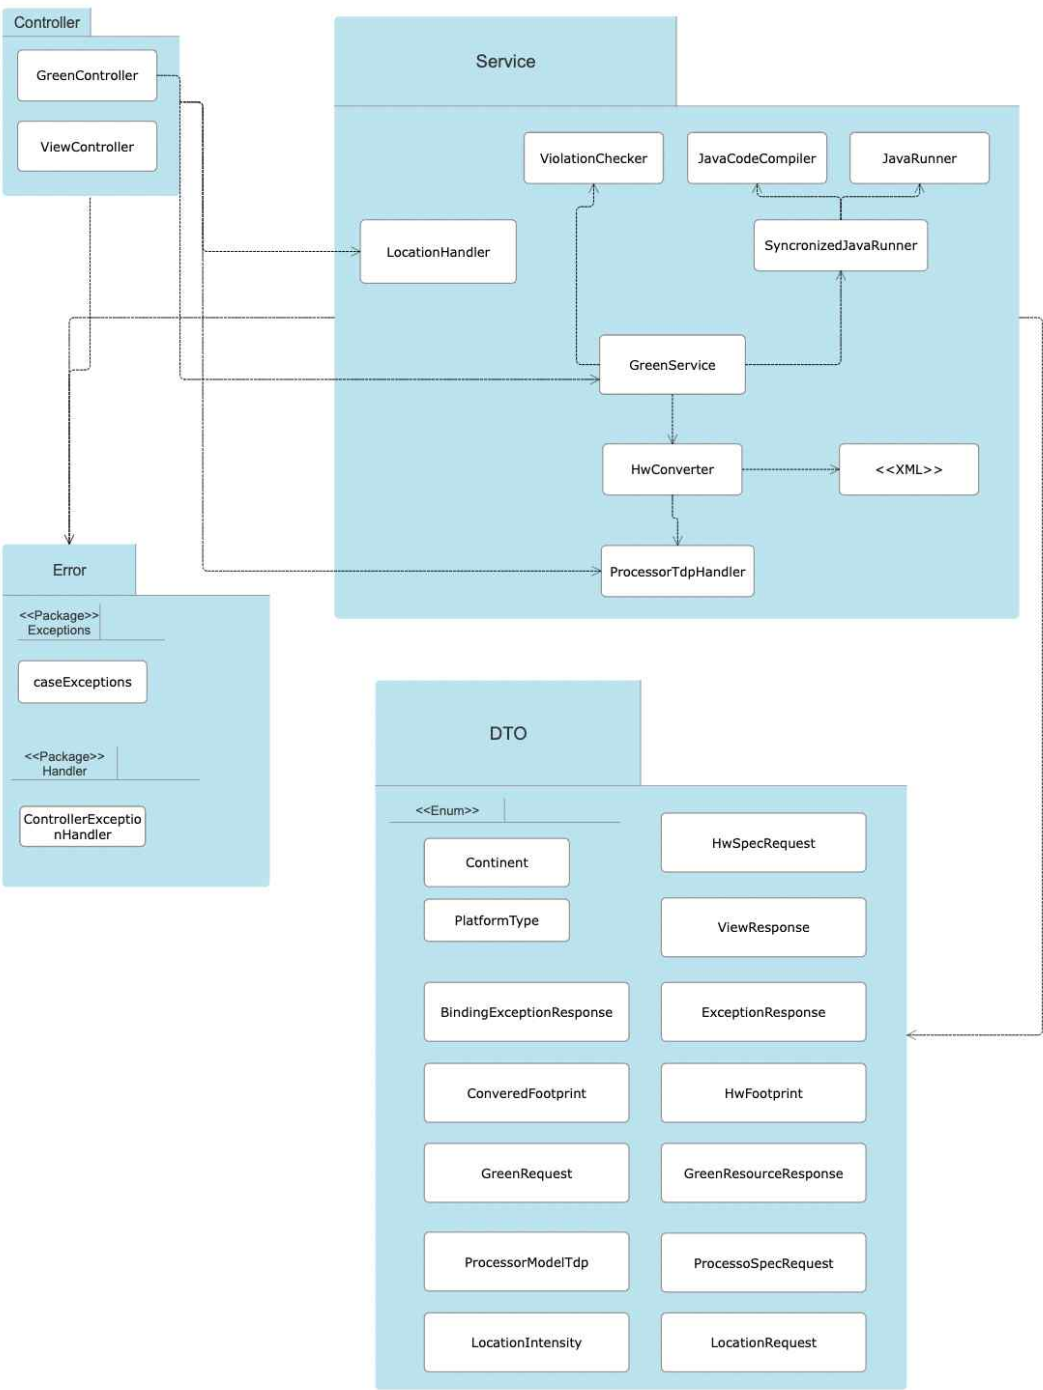 Controller
GreenController
ViewController
Service
ViolationChecker
JavaCodeCompiler
JavaRunner
LocationHandler
SyncronizedJavaRunner
GreenService
HwConverter
<<XML>>
ProcessorTdpHandler
Error
<<Package>>
Exceptions
caseExceptions
<<Package>>
Handler
ControllerExceptio
nHandler
DTO
<<Enum>>
Continent
PlatformType
HwSpecRequest
ViewResponse
BindingExceptionResponse
ExceptionResponse
ConveredFootprint
HwFootprint
GreenRequest
GreenResourceResponse
ProcessorModelTdp
ProcessoSpecRequest
LocationIntensity
LocationRequest